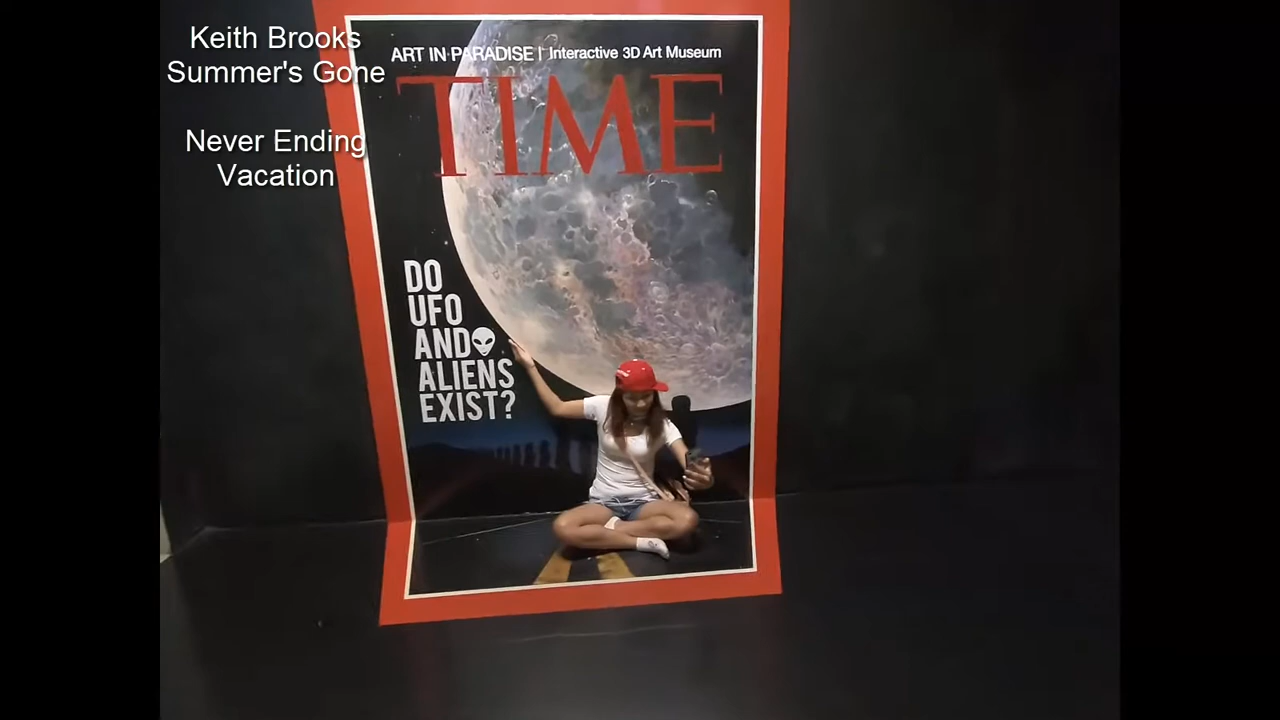 Keith Brooks
Summer's Gone
Never Ending
Vacation
ART IN PARADISE | Interactive 3D Art Museum
TIME
DO
UFO
AND
ALIENS
EXIST?